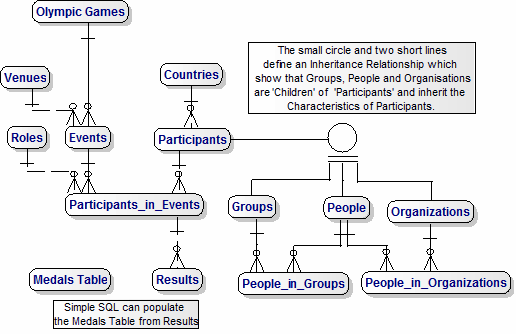 Olympic Games
The small circle and two short lines
define an Inheritance Relationship which
show that Groups, People and Organisations
are 'Children' of 'Participants' and inherit the
Characteristics of Participants.
Venues
Countries
Roles
Events
Participants
Participants_in_Events
Groups
People
Organizations
Medals Table
Results
People_in_Groups
People_in_Organizations
Simple SQL can populate
the Medals Table from Results